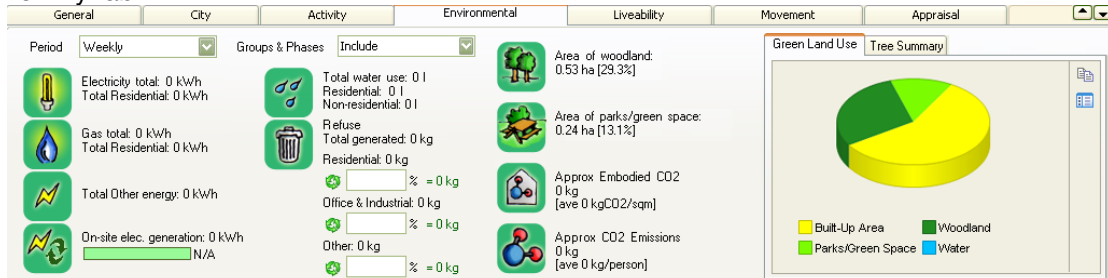 General City Activity Environmental Liveability Movement Appraisal
Period Weekly Groups & Phases Include
Electricity total: 0 kWh
Total Residential: 0 kWh
Gas total: 0 kWh
Total Residential: 0 kWh
Total Other energy: 0 kWh
On-site elec. generation: 0 kWh
N/A
Total water use: 0 l
Residential: 0 l
Non-residential: 0 l
Refuse
Total generated: 0 kg
Residential: 0 kg
% = 0 kg
Office & Industrial: 0 kg
% = 0 kg
Other: 0 kg
% = 0 kg
Area of woodland:
0.53 ha [29.3%]
Area of parks/green space:
0.24 ha [13.1%]
Approx Embodied CO2
0 kg
[ave 0 kgCO2/sqm]
Approx CO2 Emissions
0 kg
[ave 0 kg/person]
Green Land Use Tree Summary
Built-Up Area Woodland
Parks/Green Space Water